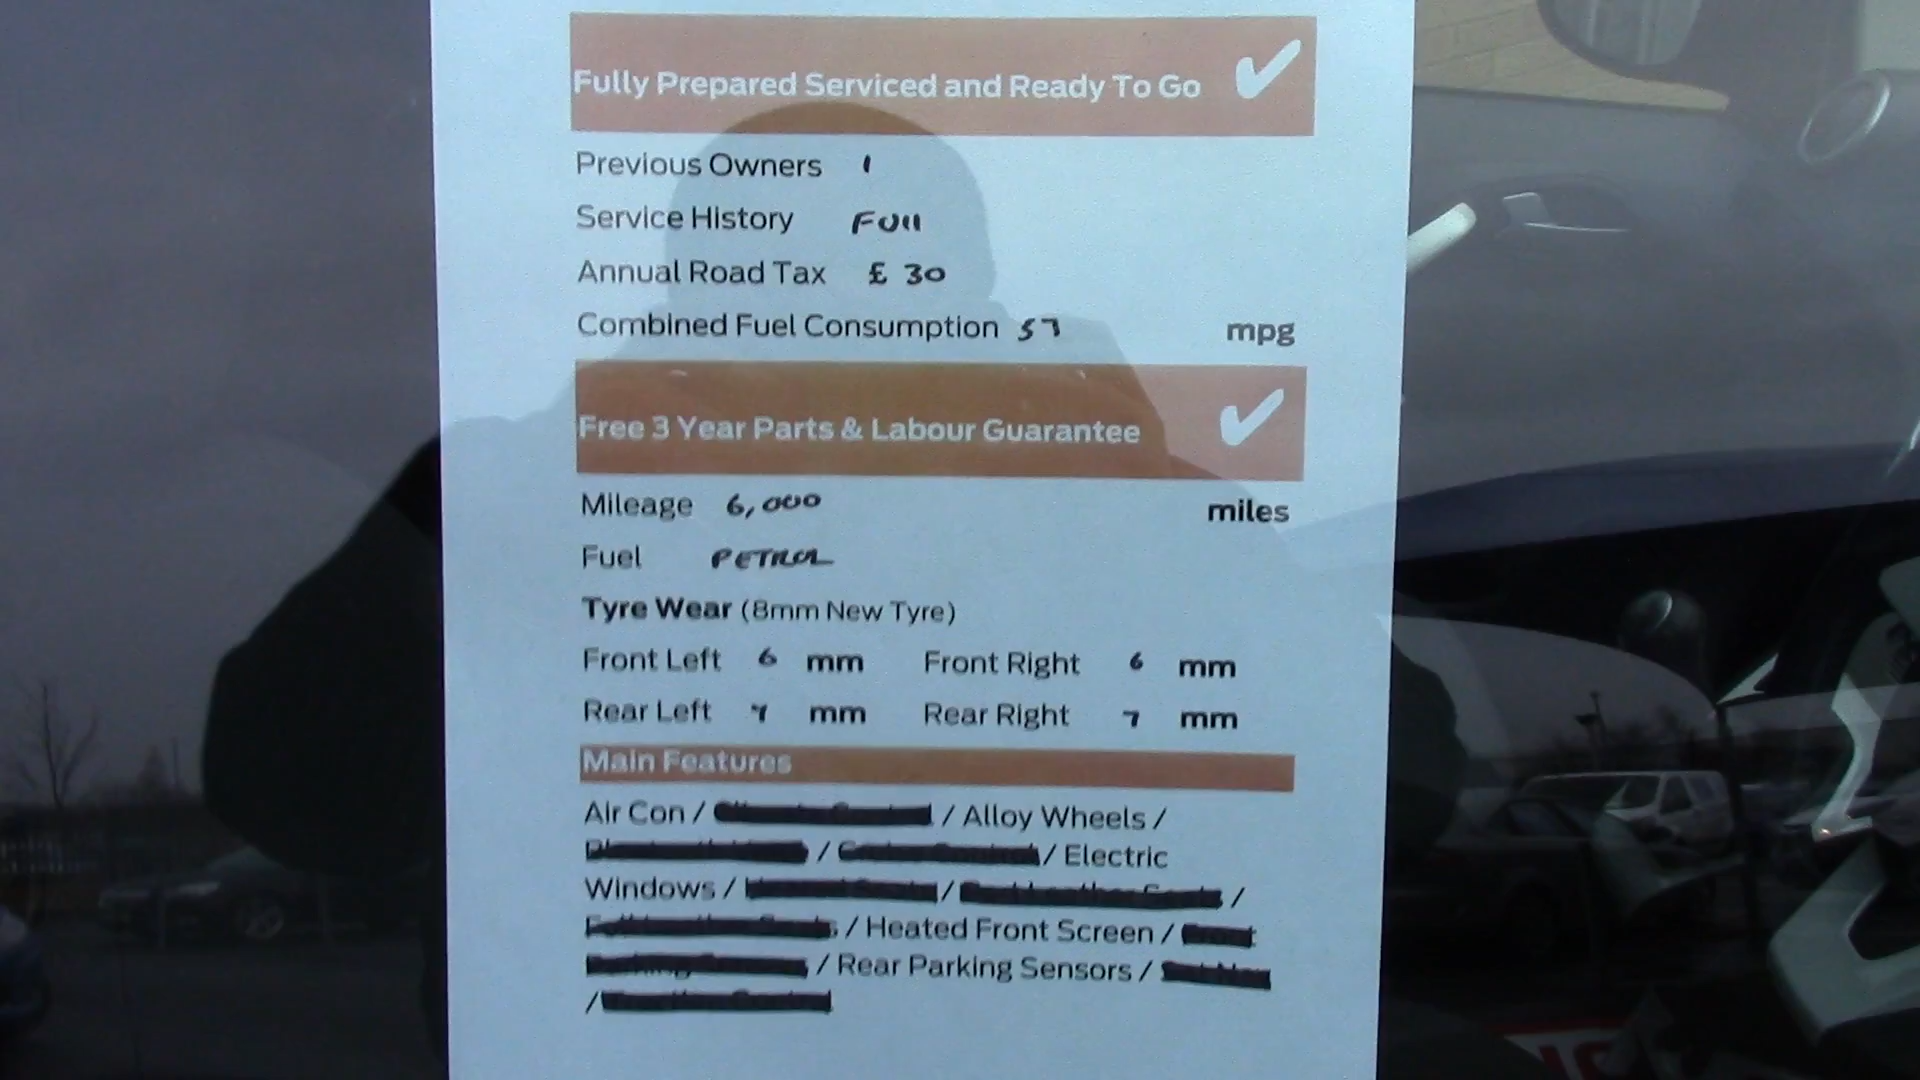 Fully Prepared Serviced and Ready To Go
Previous Owners 1
Service History FUll
Annual Road Tax £ 30
Combined Fuel Consumption 57 mpg
Free 3 Year Parts & Labour Guarantee
Mileage 6,000 miles
Fuel PETROL
Tyre Wear (8mm New Tyre)
Front Left 6 mm Front Right 6 mm
Rear Left 7 mm Rear Right 7 mm
Main Features
Air Con / / Alloy Wheels /
/ / Electric
Windows / / /
/ Heated Front Screen /
/ Rear Parking Sensors /
/